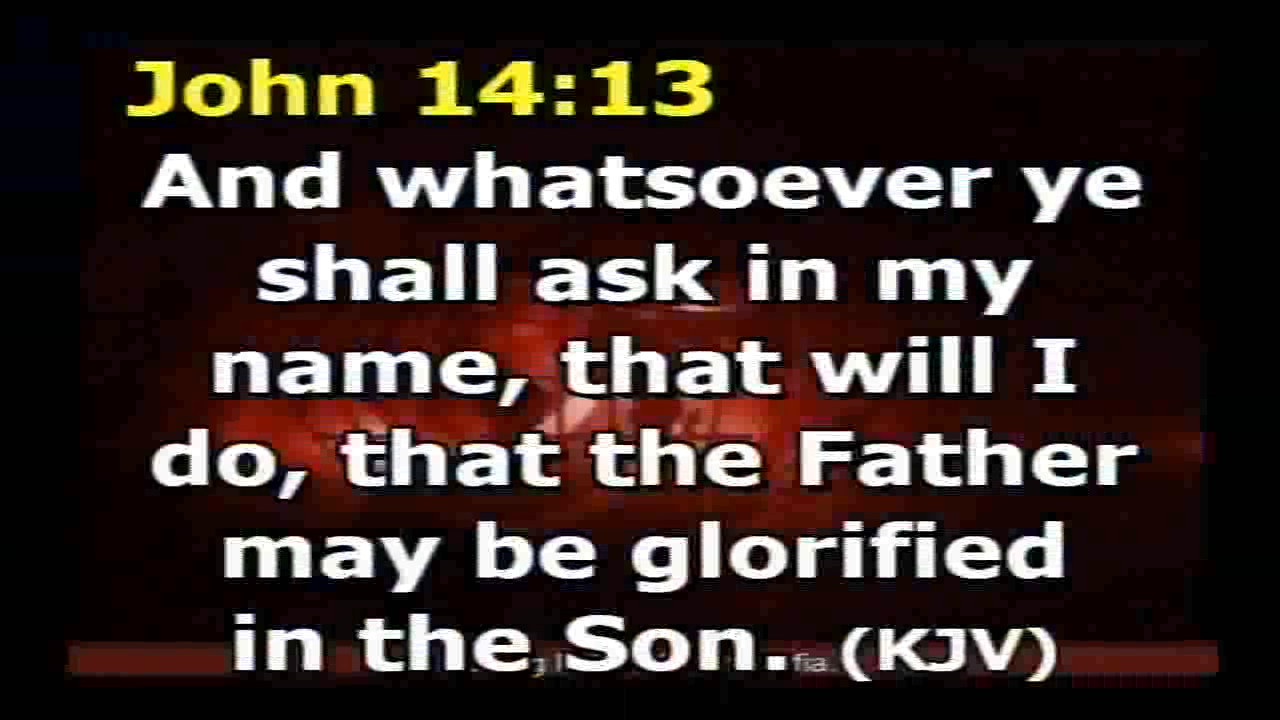 John 14:13
And whatsoever ye
shall ask in my
name, that will I
do, that the Father
may be glorified
in the Son. (KJV)